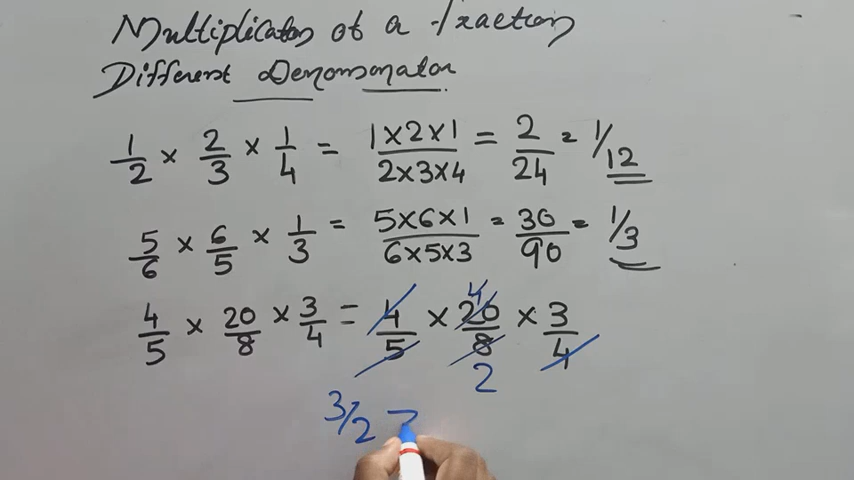 Multiplication of a fraction
Different Denominator
1/2 × 2/3 × 1/4 = 1×2×1/2×3×4 = 2/24 = 1/12
5/6 × 6/5 × 1/3 = 5×6×1/6×5×3 = 30/90 = 1/3
4/5 × 20/8 × 3/4 = 4/5 × 20/8 × 3/4
4
2
3/2